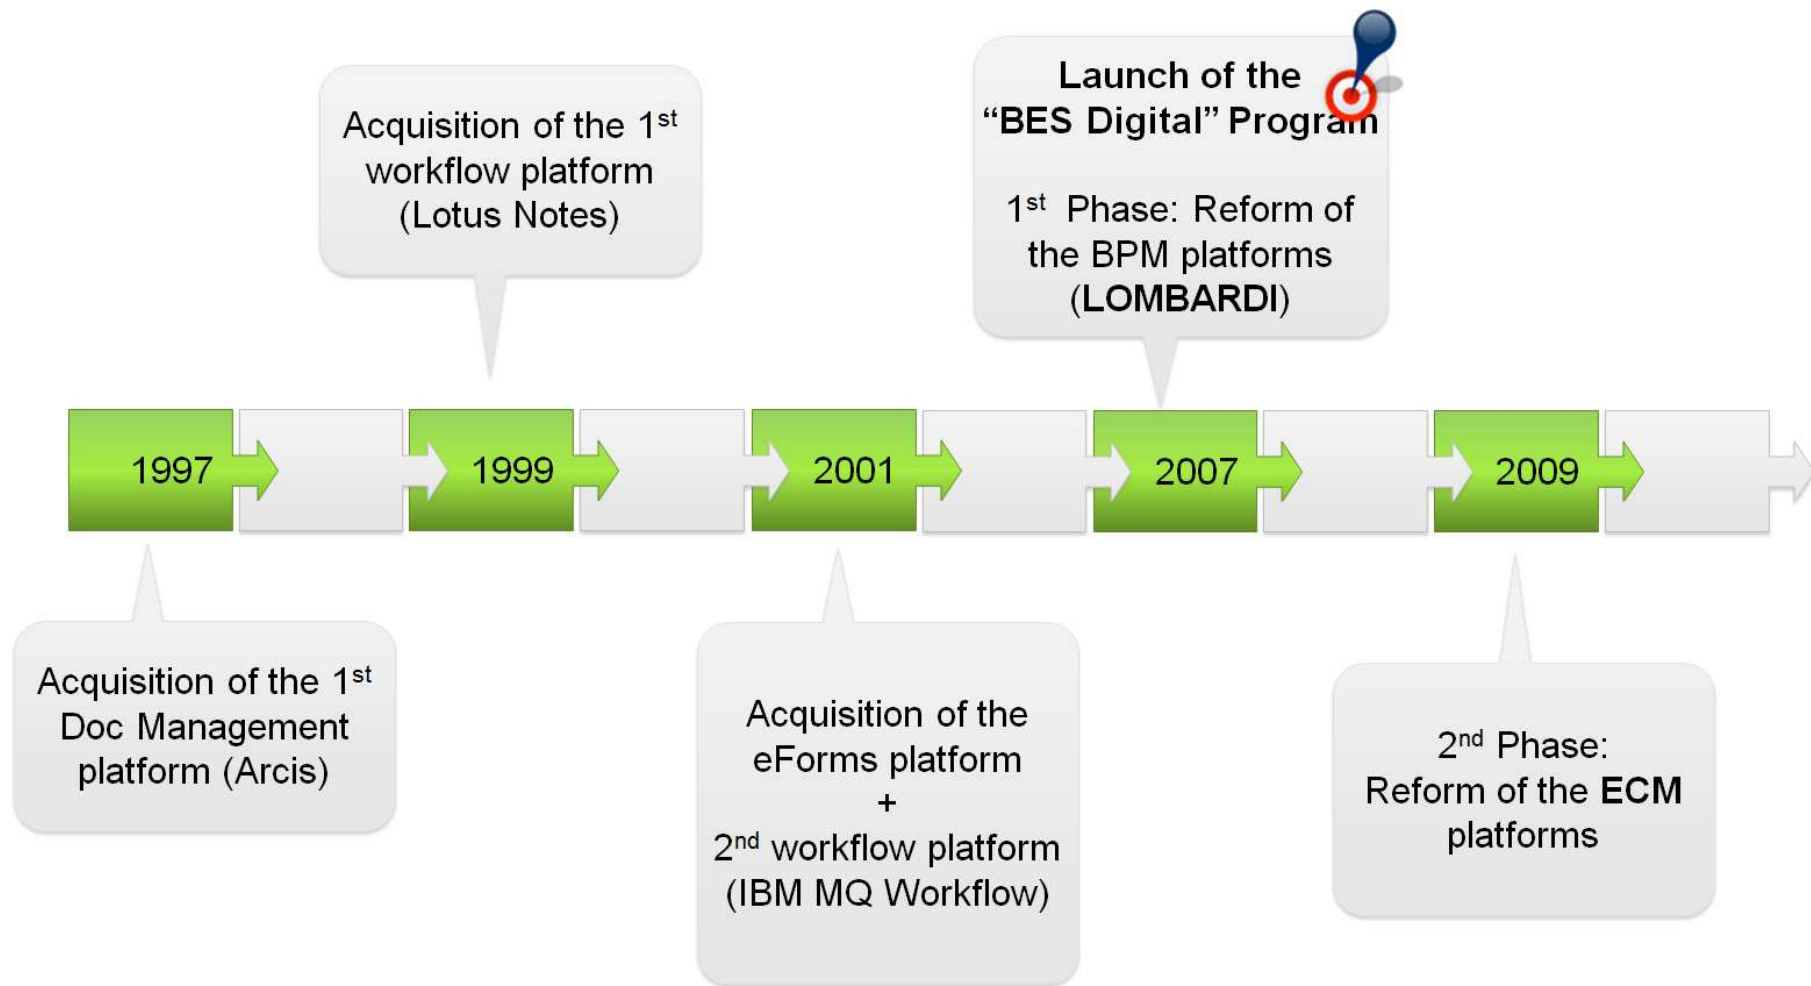 Launch of the
“BES Digital” Program
1st Phase: Reform of
the BPM platforms
(LOMBARDI)
Acquisition of the 1st
workflow platform
(Lotus Notes)
1997
1999
2001
2007
2009
Acquisition of the 1st
Doc Management
platform (Arcis)
Acquisition of the
eForms platform
+
2nd workflow platform
(IBM MQ Workflow)
2nd Phase:
Reform of the ECM
platforms